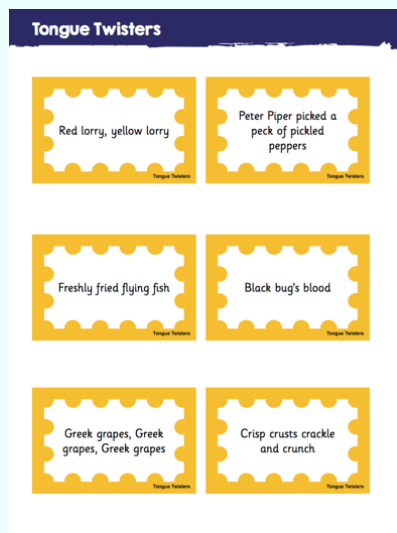 Tongue Twisters
Red lorry, yellow lorry
Tongue Twisters
Peter Piper picked a
peck of pickled
peppers
Tongue Twisters
Freshly fried flying fish
Tongue Twisters
Black bug's blood
Tongue Twisters
Greek grapes, Greek
grapes, Greek grapes
Tongue Twisters
Crisp crusts crackle
and crunch
Tongue Twisters